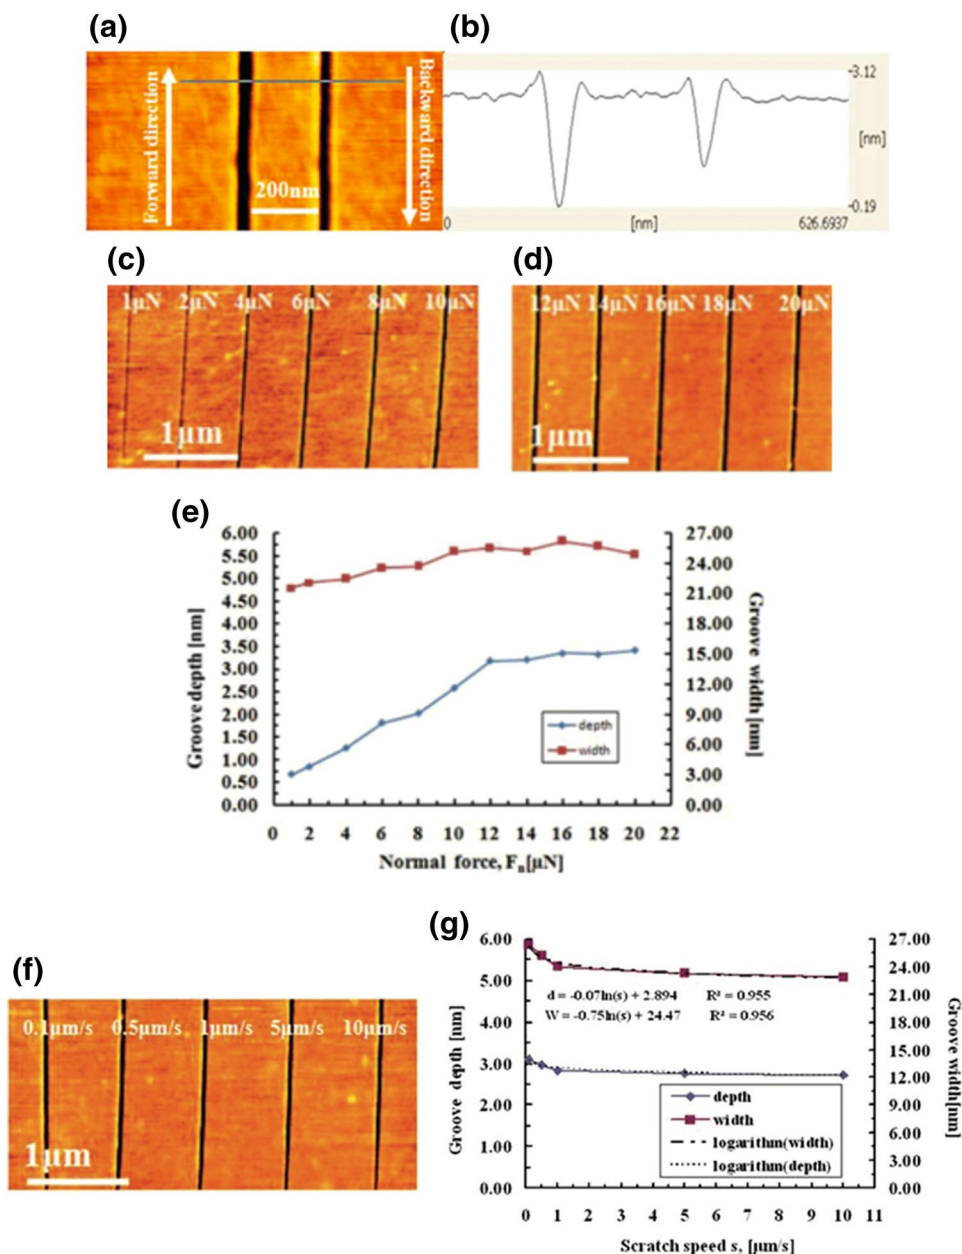 (a)
(b)
Forward direction
Backward direction
200nm
3.12
[nm]
0.19
0
[nm]
626.6937
(c)
(d)
1μN 2μN 4μN 6μN 8μN 10μN
1μm
12μN 14μN 16μN 18μN 20μN
1μm
(e)
6.00
5.50
5.00
4.50
4.00
3.50
3.00
2.50
2.00
1.50
1.00
0.50
0.00
Groove depth [nm]
27.00
24.00
21.00
18.00
15.00
12.00
9.00
6.00
3.00
0.00
Groove width [nm]
depth
width
0 2 4 6 8 10 12 14 16 18 20 22
Normal force, Fn[μN]
(f)
0.1μm/s 0.5μm/s 1μm/s 5μm/s 10μm/s
1μm
(g)
6.00
5.00
4.00
3.00
2.00
1.00
0.00
Groove depth [nm]
27.00
24.00
21.00
18.00
15.00
12.00
9.00
6.00
3.00
0.00
Groove width[nm]
d = -0.07ln(s) + 2.894 R² = 0.955
W = -0.75ln(s) + 24.47 R² = 0.956
depth
width
logarithm(width)
logarithm(depth)
0 1 2 3 4 5 6 7 8 9 10 11
Scratch speed s, [μm/s]